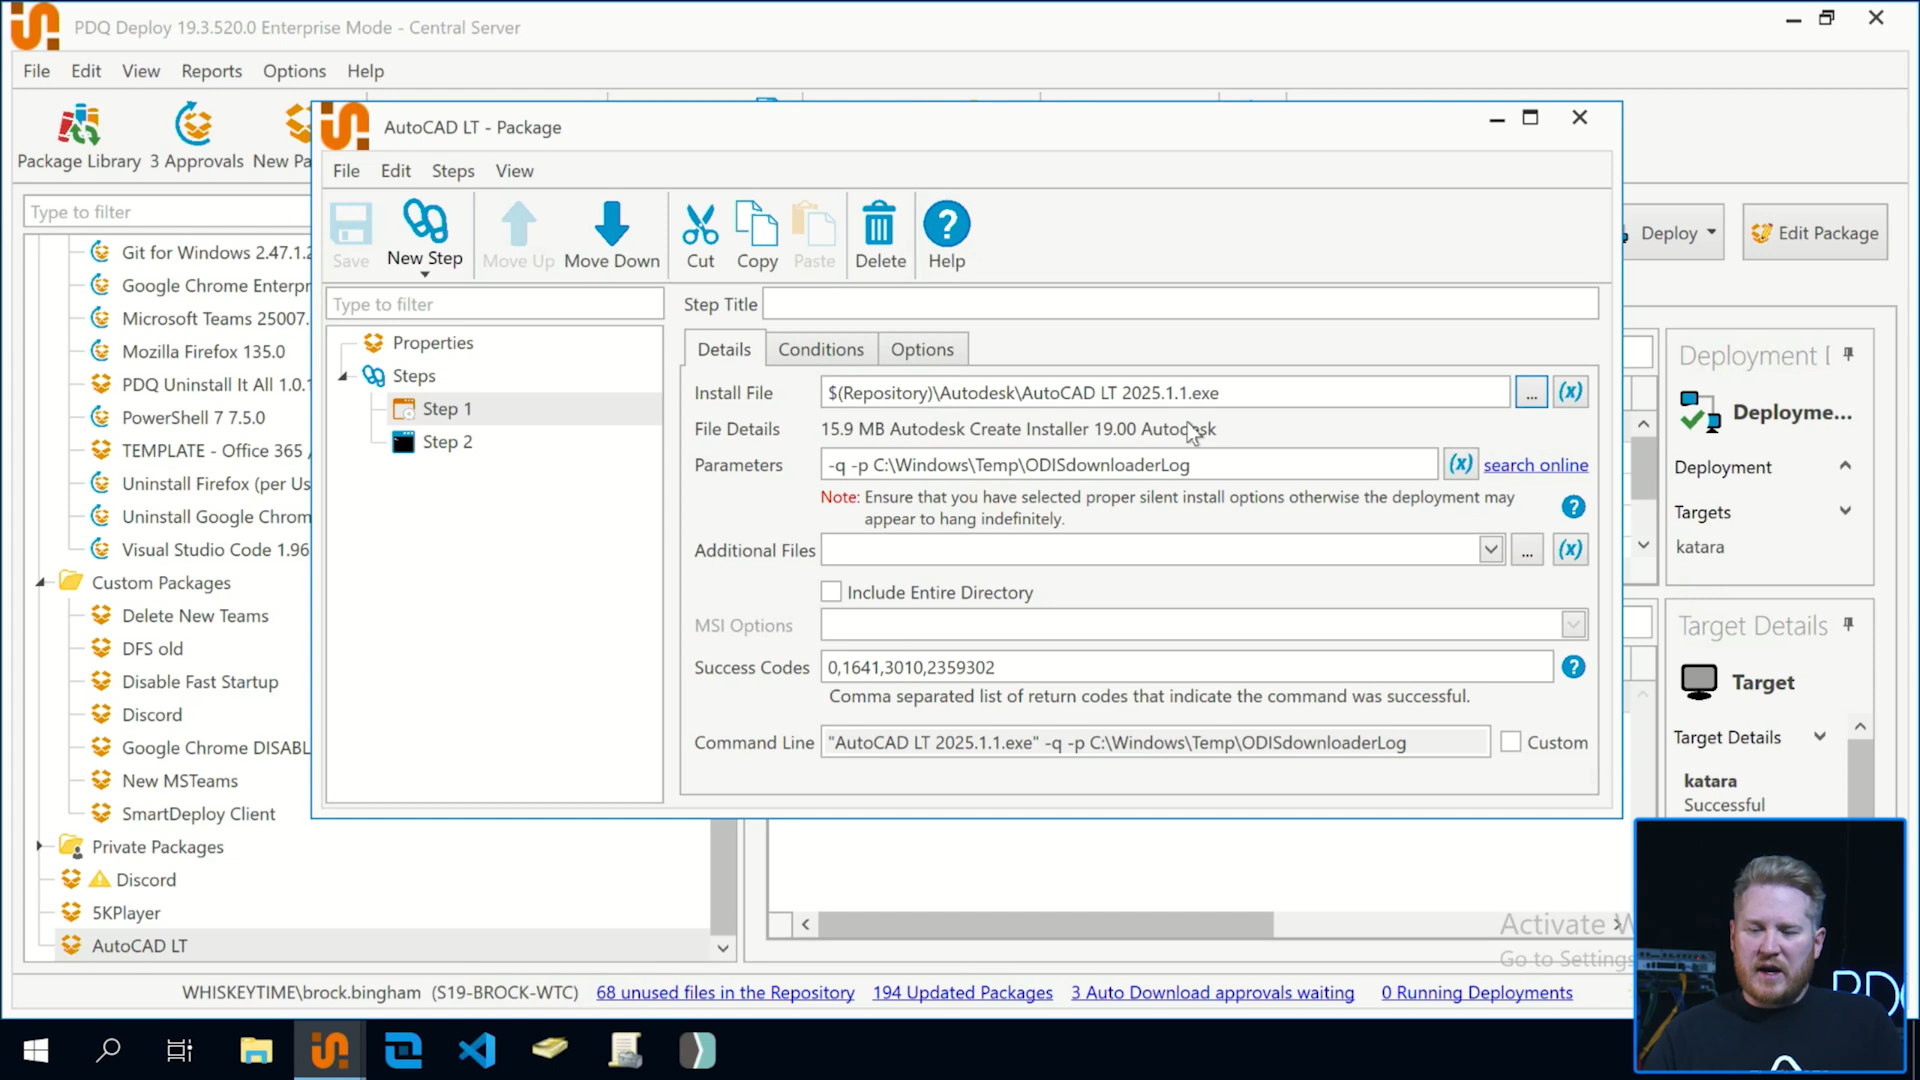 PDQ Deploy 19.3.520.0 Enterprise Mode - Central Server
File Edit View Reports Options Help
Package Library 3 Approvals New Pa
Deploy Edit Package
Type to filter
Git for Windows 2.47.1.2
Google Chrome Enterpr
Microsoft Teams 25007.
Mozilla Firefox 135.0
PDQ Uninstall It All 1.0.
PowerShell 7 7.5.0
TEMPLATE - Office 365
Uninstall Firefox (per Us
Uninstall Google Chrom
Visual Studio Code 1.96
Custom Packages
Delete New Teams
DFS old
Disable Fast Startup
Discord
Google Chrome DISABL
New MSTeams
SmartDeploy Client
Private Packages
Discord
5KPlayer
AutoCAD LT
AutoCAD LT - Package
File Edit Steps View
Save New Step Move Up Move Down Cut Copy Paste Delete Help
Type to filter
Properties
Steps
Step 1
Step 2
Step Title
Details Conditions Options
Install File $(Repository)\Autodesk\AutoCAD LT 2025.1.1.exe ... (x)
File Details 15.9 MB Autodesk Create Installer 19.00 Autodesk
Parameters -q -p C:\Windows\Temp\ODISdownloaderLog (x) search online
Note: Ensure that you have selected proper silent install options otherwise the deployment may
appear to hang indefinitely.
Additional Files ... (x)
Include Entire Directory
MSI Options
Success Codes 0,1641,3010,2359302
Comma separated list of return codes that indicate the command was successful.
Command Line "AutoCAD LT 2025.1.1.exe" -q -p C:\Windows\Temp\ODISdownloaderLog Custom
Deployment
Deployme...
Deployment
Targets
katara
Target Details
Target
Target Details
katara
Successful
Activate
Go to Settings
WHISKEYTIME\brock.bingham (S19-BROCK-WTC) 68 unused files in the Repository 194 Updated Packages 3 Auto Download approvals waiting 0 Running Deployments
PDQ